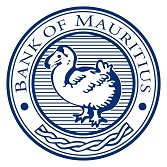 · BANK OF MAURITIUS ·